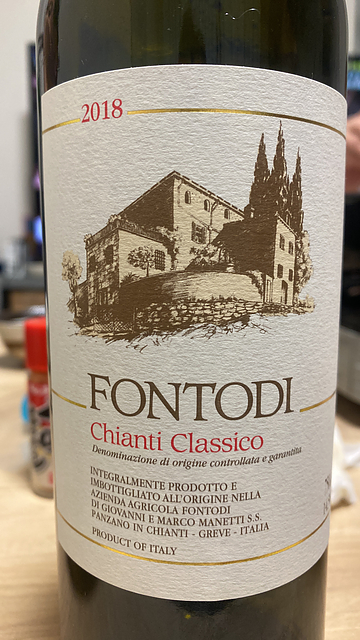 2018
FONTODI
Chianti Classico
Denominazione di origine controllata e garantita
INTEGRALMENTE PRODOTTO E
IMBOTTIGLIATO ALL'ORIGINE NELLA
AZIENDA AGRICOLA FONTODI
DI GIOVANNI E MARCO MANETTI S.S.
PANZANO IN CHIANTI - GREVE - ITALIA
PRODUCT OF ITALY